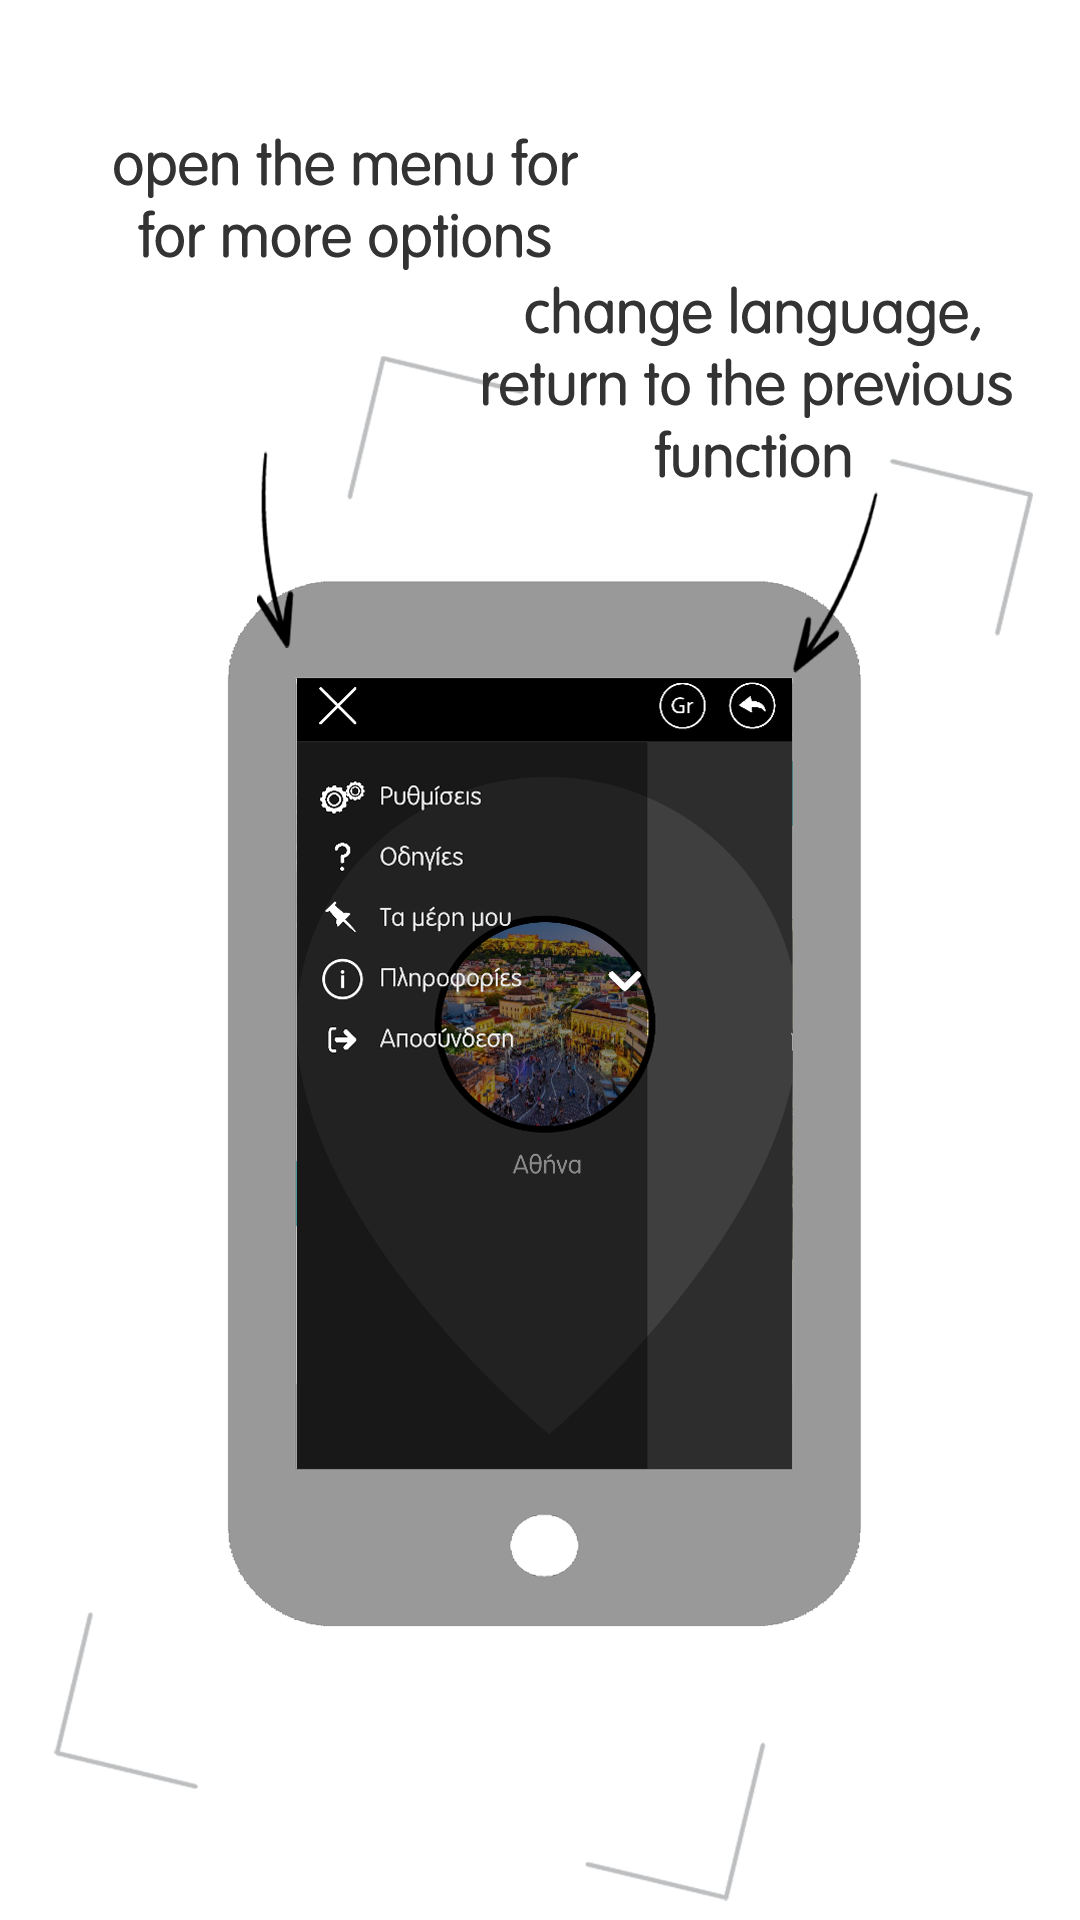 open the menu for
for more options
change language,
return to the previous
function
Gr
Ρυθμίσεις
? Οδηγίες
Τα μέρη μου
i Πληροφορίες
Αποσύνδεση
Αθήνα